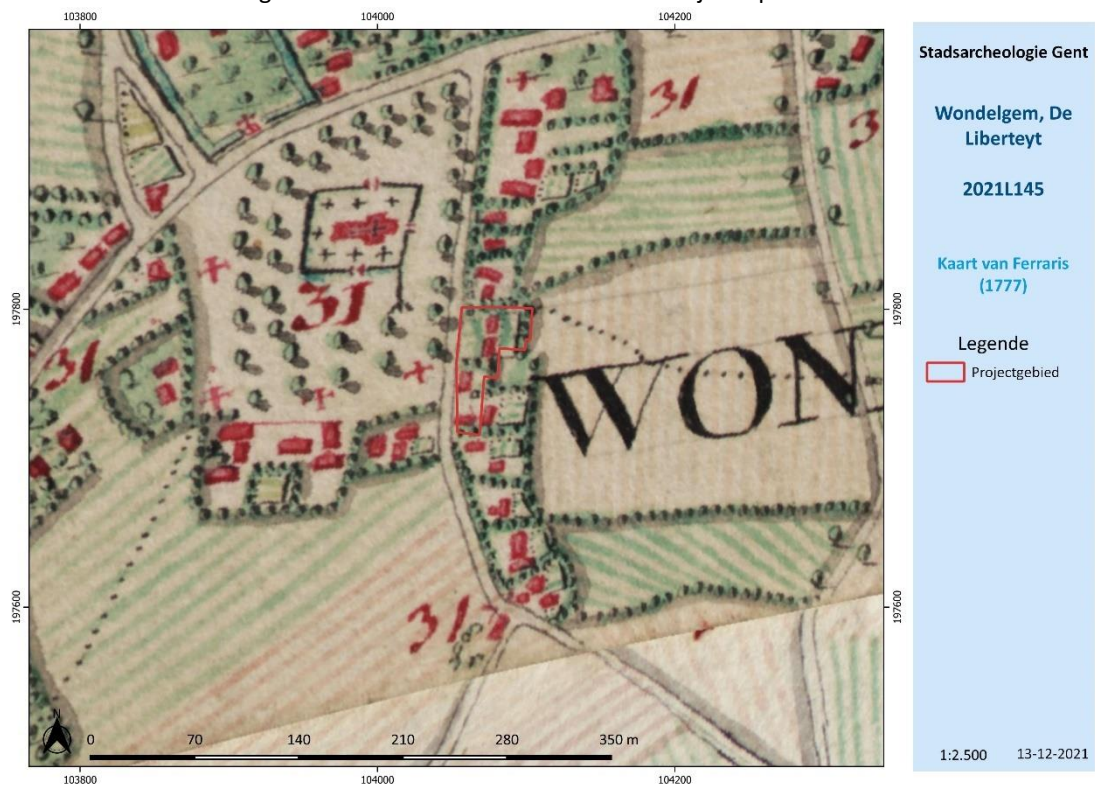 103800
104000
104200
Stadsarcheologie Gent
Wondelgem, De
Liberteyt
2021L145
Kaart van Ferraris
(1777)
Legende
Projectgebied
31
3
31
31
31
WON
197800
197800
197600
197600
N
0
70
140
210
280
350 m
103800
104000
104200
1:2.500
13-12-2021